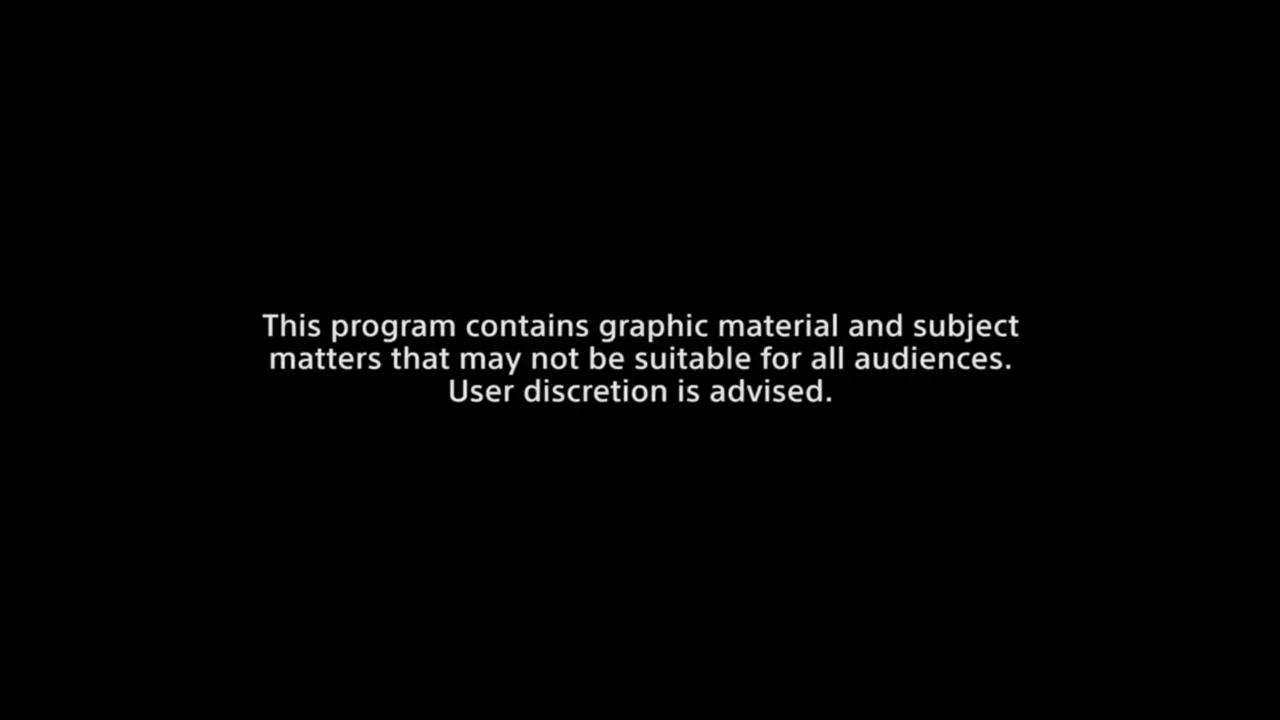 This program contains graphic material and subject
matters that may not be suitable for all audiences.
User discretion is advised.